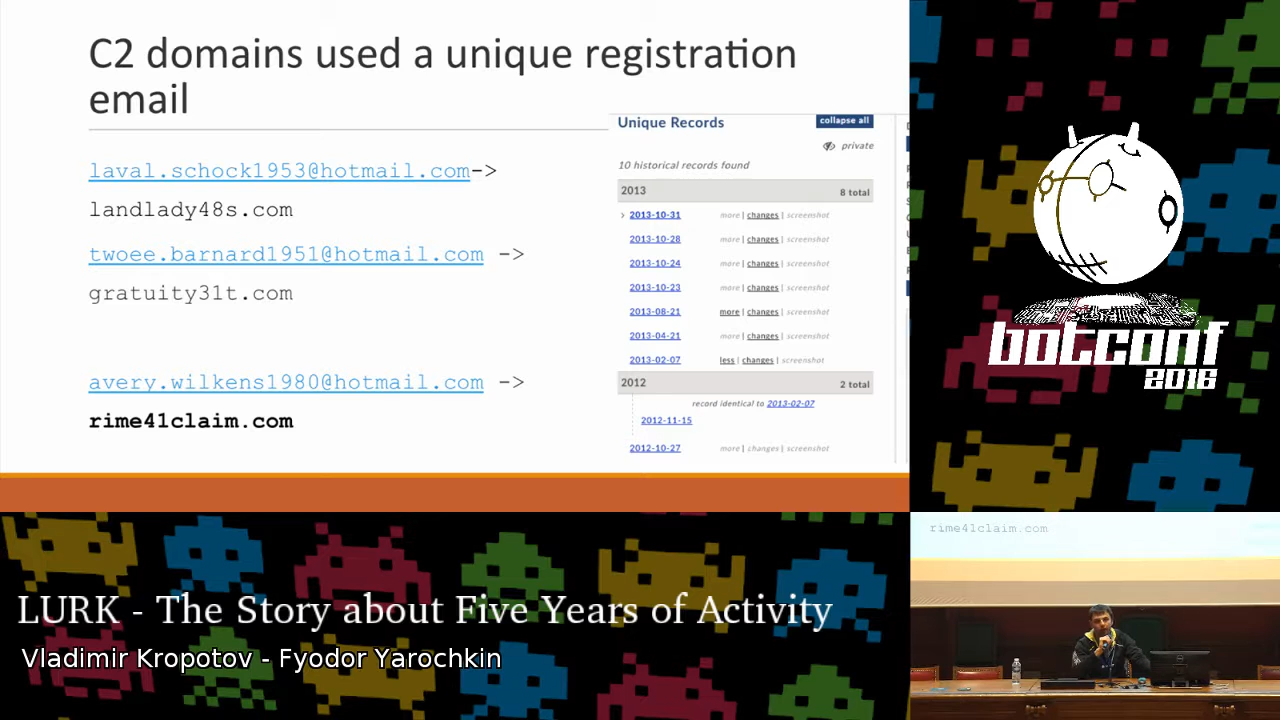 C2 domains used a unique registration
email
laval.schock1953@hotmail.com->
landlady48s.com
twoee.barnard1951@hotmail.com ->
gratuity31t.com
avery.wilkens1980@hotmail.com ->
rime41claim.com
Unique Records
collapse all
private
10 historical records found
2013 8 total
2013-10-31 more | changes | screenshot
2013-10-28 more | changes | screenshot
2013-10-24 more | changes | screenshot
2013-10-23 more | changes | screenshot
2013-08-21 more | changes | screenshot
2013-04-21 more | changes | screenshot
2013-02-07 less | changes | screenshot
2012 2 total
record identical to 2013-02-07
2012-11-15
2012-10-27 more | changes | screenshot
botconf
2016
rime41claim.com
LURK - The Story about Five Years of Activity
Vladimir Kropotov - Fyodor Yarochkin